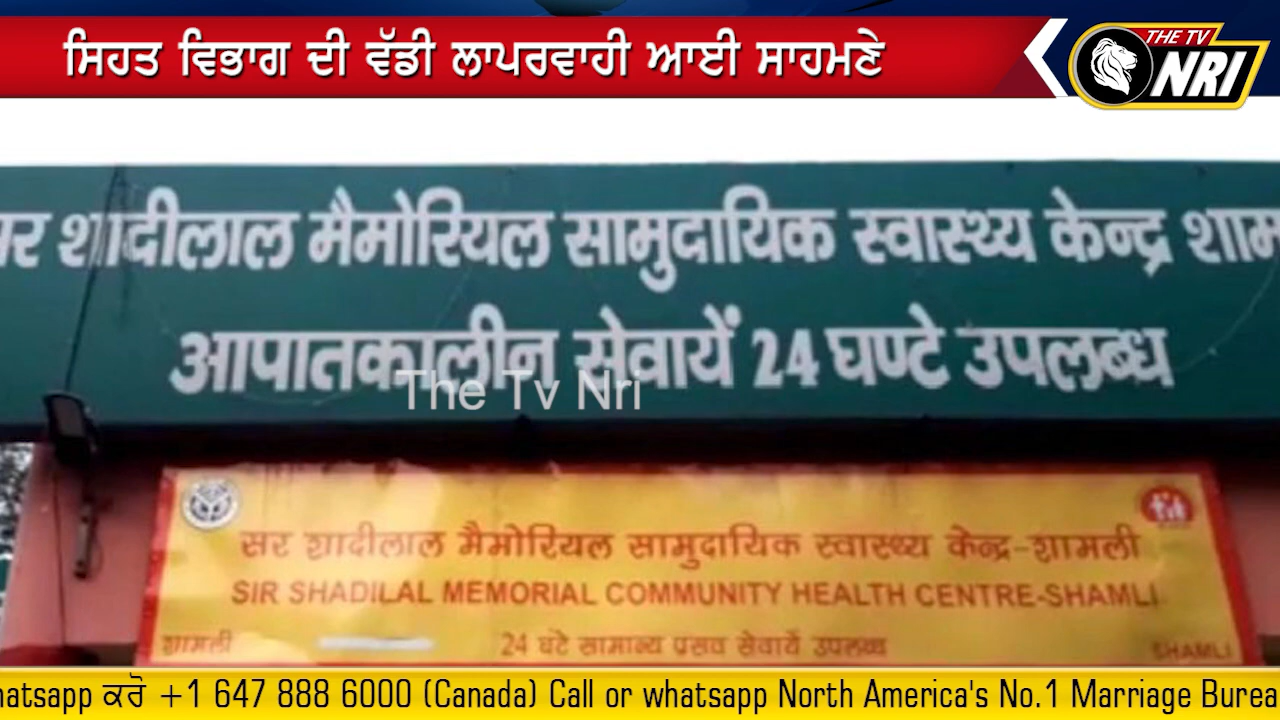 ਸਿਹਤ ਵਿਭਾਗ ਦੀ ਵੱਡੀ ਲਾਪਰਵਾਹੀ ਆਈ ਸਾਹਮਣੇ
THE TV
NRI
सर शादीलाल मैमोरियल सामुदायिक स्वास्थ्य केन्द्र शाम
आपातकालीन सेवायें 24 घण्टे उपलब्ध
The Tv Nri
सर शादीलाल मैमोरियल सामुदायिक स्वास्थ्य केन्द्र-शामली
SIR SHADILAL MEMORIAL COMMUNITY HEALTH CENTRE-SHAMLI
शामली 24 घंटे सामान्य प्रसव सेवायें उपलब्ध SHAMLI
hatsapp ਕਰੋ +1 647 888 6000 (Canada) Call or whatsapp North America's No.1 Marriage Burea